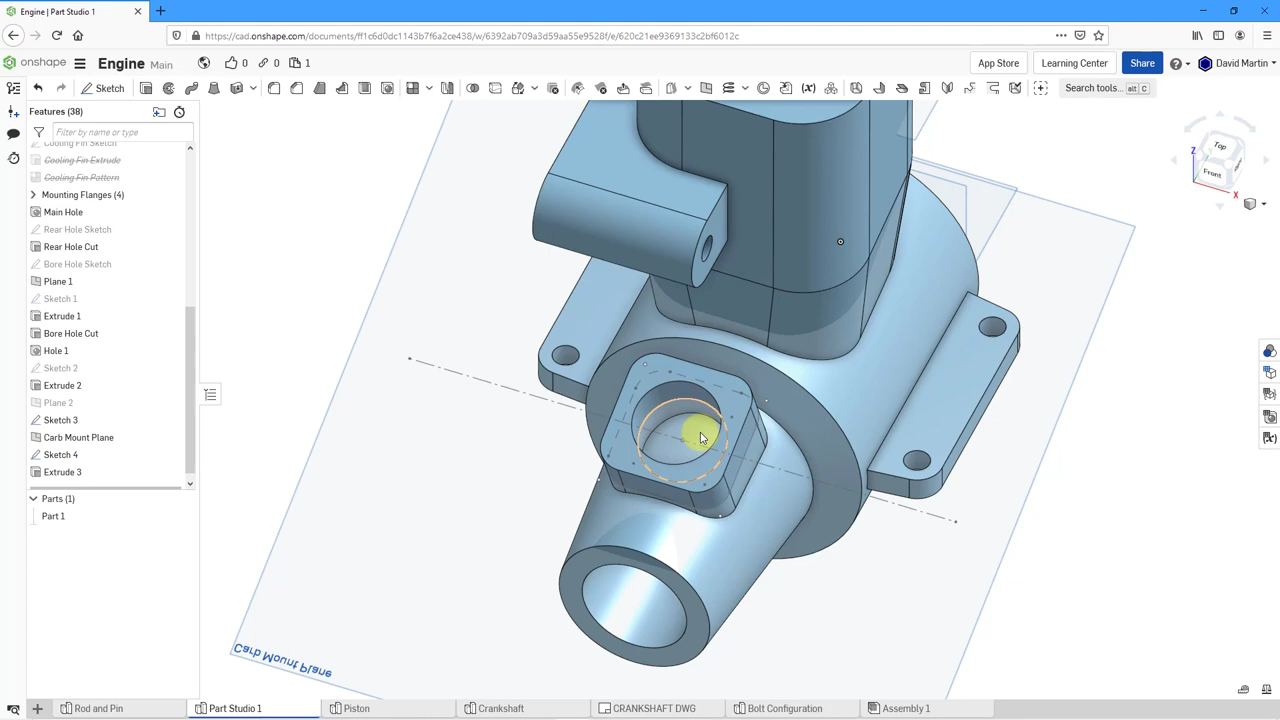 Engine | Part Studio 1
https://cad.onshape.com/documents/ff1c6d0dc1143b7f6a2ce438/w/6392ab709a3d59aa55e9528f/e/620c21ee9369133c2bf6012c
onshape
Engine Main
0
0
1
App Store
Learning Center
Share
David Martin
Sketch
Search tools...
alt C
Features (38)
Filter by name or type
Cooling Fin Sketch
Cooling Fin Extrude
Cooling Fin Pattern
Mounting Flanges (4)
Main Hole
Rear Hole Sketch
Rear Hole Cut
Bore Hole Sketch
Plane 1
Sketch 1
Extrude 1
Bore Hole Cut
Hole 1
Sketch 2
Extrude 2
Plane 2
Sketch 3
Carb Mount Plane
Sketch 4
Extrude 3
Parts (1)
Part 1
Top
Front
Z
X
Carb Mount Plane
Rod and Pin
Part Studio 1
Piston
Crankshaft
CRANKSHAFT DWG
Bolt Configuration
Assembly 1